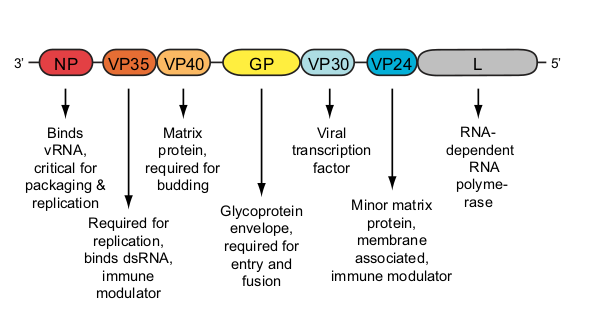 3' NP VP35 VP40 GP VP30 VP24 L 5'
Binds
vRNA,
critical for
packaging &
replication
Required for
replication,
binds dsRNA,
immune
modulator
Matrix
protein,
required for
budding
Glycoprotein
envelope,
required for
entry and
fusion
Viral
transcription
factor
Minor matrix
protein,
membrane
associated,
immune modulator
RNA-
dependent
RNA
polyme-
rase